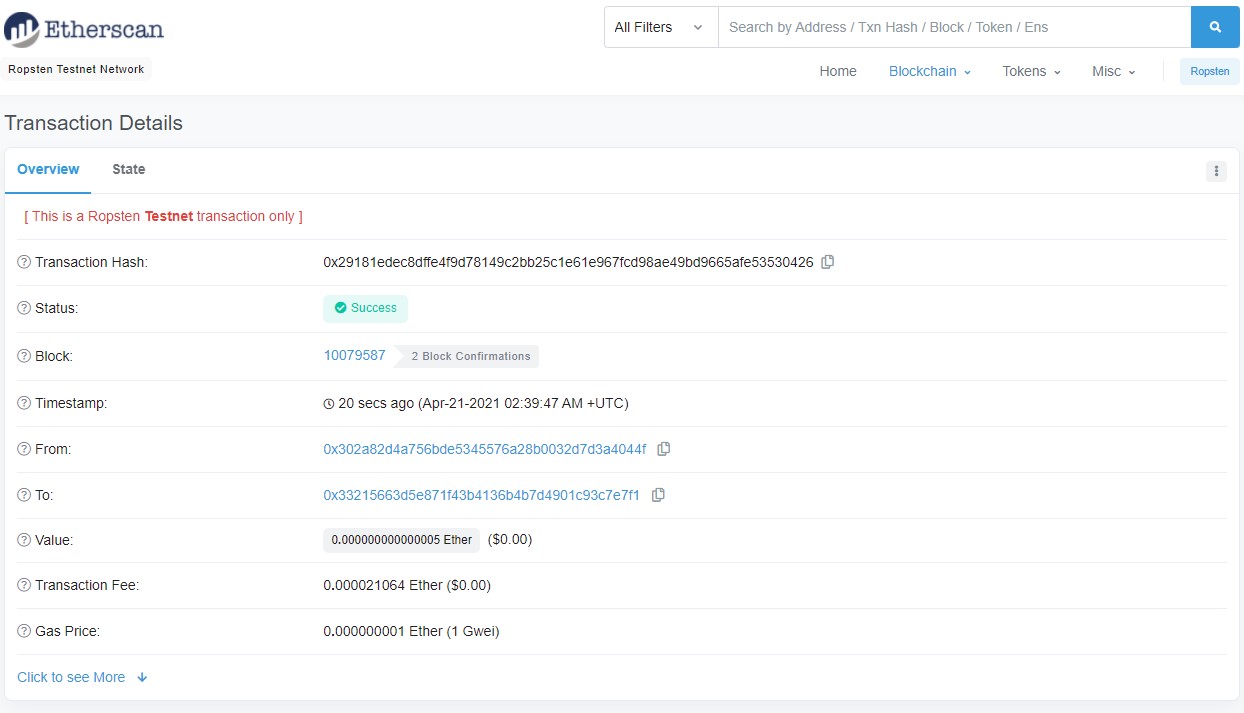 Etherscan
All Filters
Search by Address / Txn Hash / Block / Token / Ens
Ropsten Testnet Network
Home Blockchain Tokens Misc Ropsten
Transaction Details
Overview State
[ This is a Ropsten Testnet transaction only ]
Transaction Hash: 0x29181edec8dffe4f9d78149c2bb25c1e61e967fcd98ae49bd9665afe53530426
Status: Success
Block: 10079587 2 Block Confirmations
Timestamp: 20 secs ago (Apr-21-2021 02:39:47 AM +UTC)
From: 0x302a82d4a756bde5345576a28b0032d7d3a4044f
To: 0x33215663d5e871f43b4136b4b7d4901c93c7e7f1
Value: 0.000000000000005 Ether ($0.00)
Transaction Fee: 0.000021064 Ether ($0.00)
Gas Price: 0.000000001 Ether (1 Gwei)
Click to see More